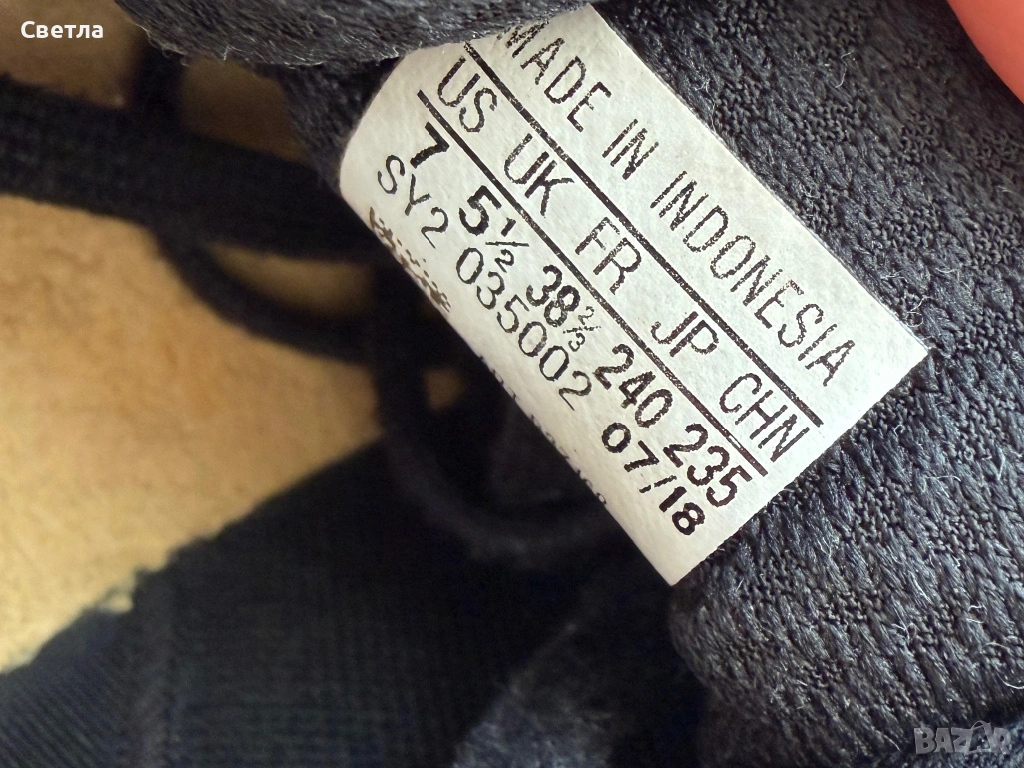 Светла
MADE IN INDONESIA
US UK FR JP CHN
7 5½ 38⅔ 240 235
SY2 035002 07/18
BAZAR